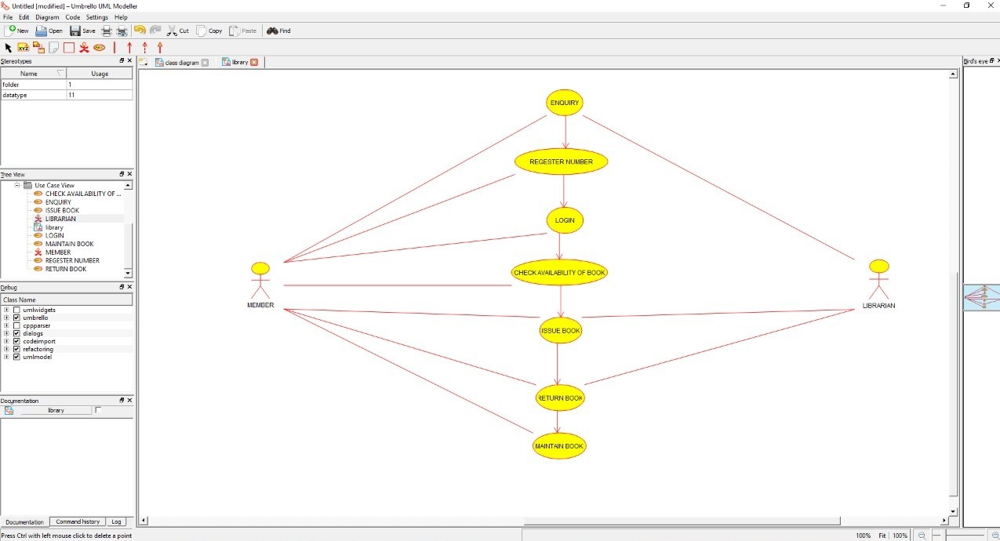 Untitled [modified] – Umbrello UML Modeller
File Edit Diagram Code Settings Help
New Open Save Cut Copy Paste Find
XYZ
Stereotypes
class diagram library
Bird's eye
Name Usage
folder 1
datatype 11
Tree View
Use Case View
CHECK AVAILABILITY OF ...
ENQUIRY
ISSUE BOOK
LIBRARIAN
library
LOGIN
MAINTAIN BOOK
MEMBER
REGESTER NUMBER
RETURN BOOK
Debug
Class Name
umlwidgets
umbrello
cppparser
dialogs
codeimport
refactoring
umlmodel
Documentation
library
Documentation Command history Log
ENQUIRY
REGESTER NUMBER
LOGIN
CHECK AVAILABILITY OF BOOK
MEMBER
LIBRARIAN
ISSUE BOOK
RETURN BOOK
MAINTAIN BOOK
Press Ctrl with left mouse click to delete a point
100% Fit 100%